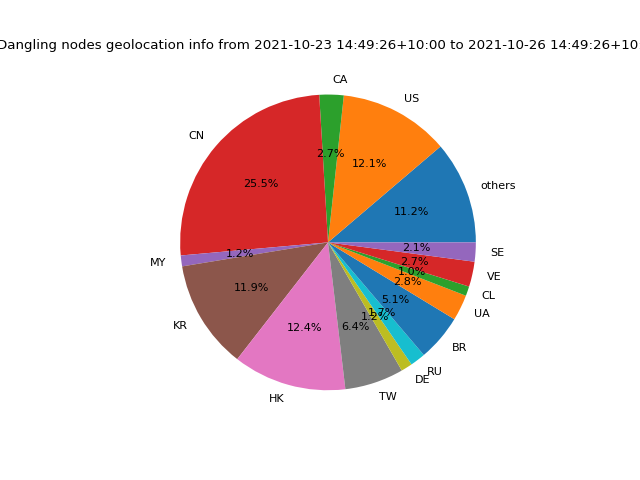 Dangling nodes geolocation info from 2021-10-23 14:49:26+10:00 to 2021-10-26 14:49:26+10
CA
US
CN
2.7%
12.1%
25.5%
others
11.2%
2.1%
SE
MY
1.2%
2.7%
1.0%
VE
2.8%
CL
11.9%
5.1%
UA
1.7%
1.2%
KR
12.4%
6.4%
BR
RU
DE
HK
TW